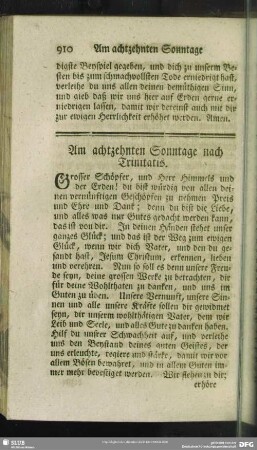 910 Am achtzehnten Sonntage
digste Beyspiel gegeben, und dich zu unserm Be-
sten bis zum schmachvollsten Tode erniedrigt hast,
verleihe du uns allen deinen demüthigen Sinn,
und gieb daß wir uns hier auf Erden gerne er-
niedrigen lassen, damit wir dereinst auch mit dir
zur ewigen Herrlichkeit erhöhet werden. Amen.
Am achtzehnten Sonntage nach
Trinitatis.
Grosser Schöpfer, und Herr Himmels und
der Erden! du bist würdig von allen dei-
nen vernünftigen Geschöpfen zu nehmen Preis
und Ehre und Dank; denn du bist die Liebe,
und alles was nur Gutes gedacht werden kann,
das ist von dir. In deinen Händen stehet unser
ganzes Glück; und das ist der Weg zum ewigen
Glück, wenn wir dich Vater, und den du ge-
sandt hast, Jesum Christum, erkennen, lieben
und verehren. Nun so soll es denn unsre Freude
seyn, deine grossen Werke zu betrachten, dir
für deine Wohlthaten zu danken, und uns im
Guten zu üben. Unsere Vernunft, unsere Sin-
nen und alle unsere Kräfte sollen dir gewidmet
seyn, dir unserm wohlthätigen Vater, dem wir
Leib und Seele, und alles Gute zu danken haben.
Hilf du unsrer Schwachheit auf, und verleihe
uns den Beystand deines guten Geistes, der
uns erleuchte, regiere und stärke, damit wir vor
allem Bösen bewahret, und in allem Guten im-
mer mehr bevestiget werden. Wir flehn zu dir;
erhöre
SLUB